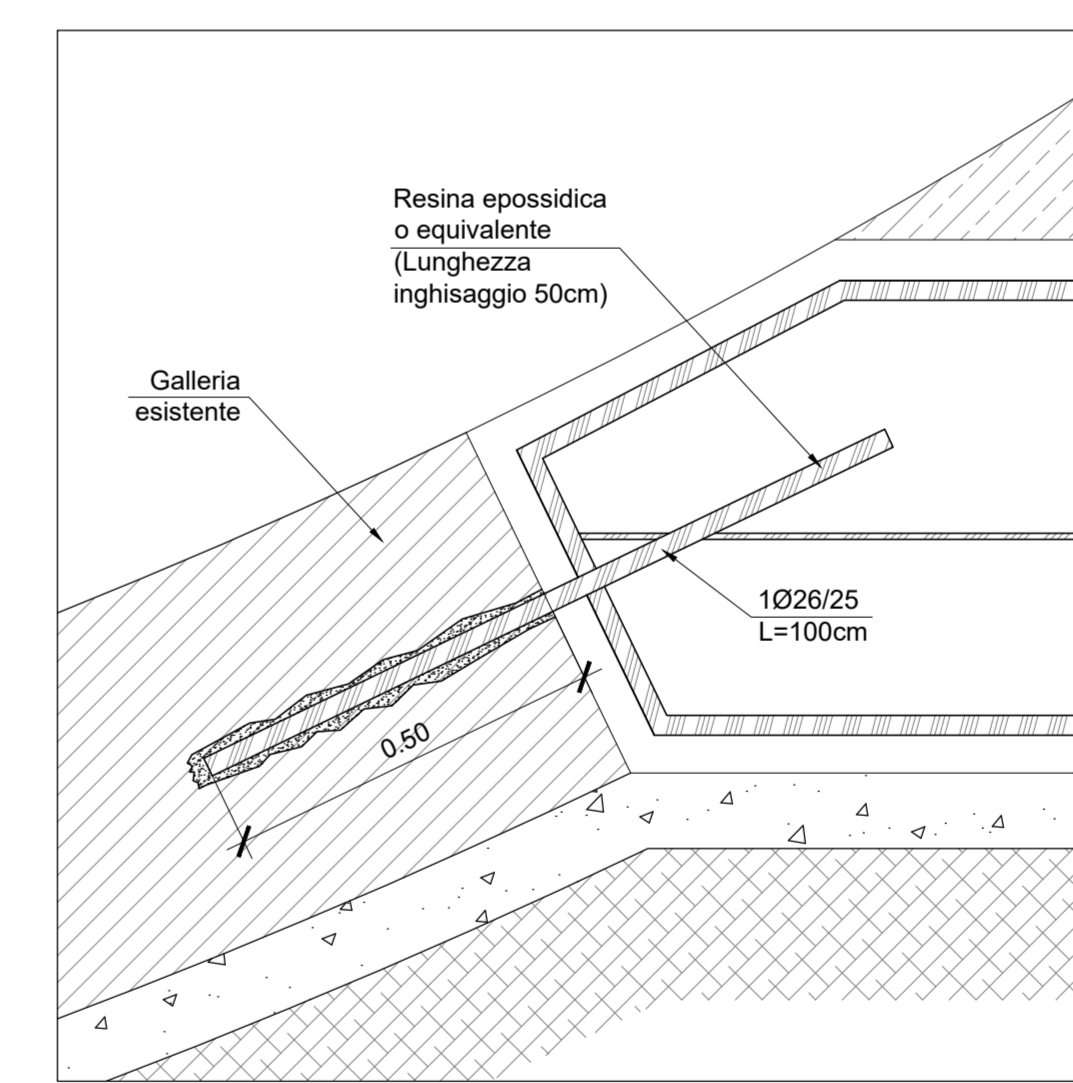 Resina epossidica
o equivalente
(Lunghezza
inghisaggio 50cm)
Galleria
esistente
1Ø26/25
L=100cm
0.50